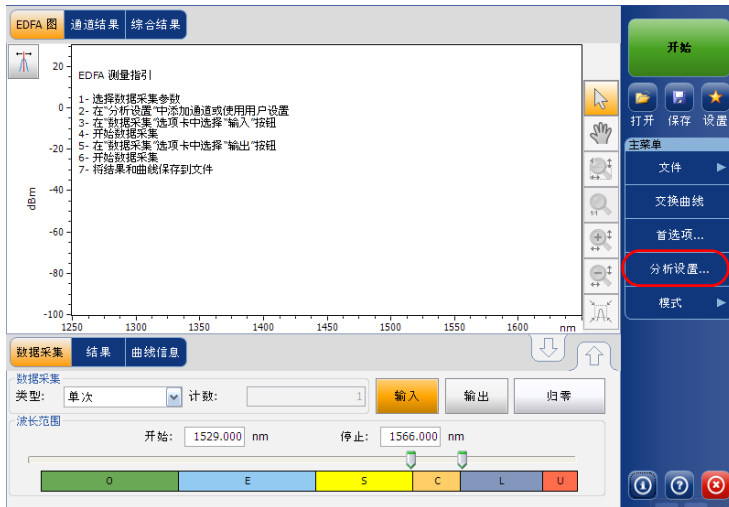 EDFA 图 通道结果 综合结果
EDFA 测量指引
1- 选择数据采集参数
2- 在"分析设置"中添加通道或使用用户设置
3- 在"数据采集"选项卡中选择"输入"按钮
4- 开始数据采集
5- 在"数据采集"选项卡中选择"输出"按钮
6- 开始数据采集
7- 将结果和曲线保存到文件
20
0
-20
-40
-60
-80
-100
dBm
1250 1300 1350 1400 1450 1500 1550 1600 nm
1:1
数据采集 结果 曲线信息
数据采集
类型: 单次 计数: 1 输入 输出 归零
波长范围
开始: 1529.000 nm 停止: 1566.000 nm
O E S C L U
开始
打开 保存 设置
主菜单
文件
交换曲线
首选项...
分析设置...
模式